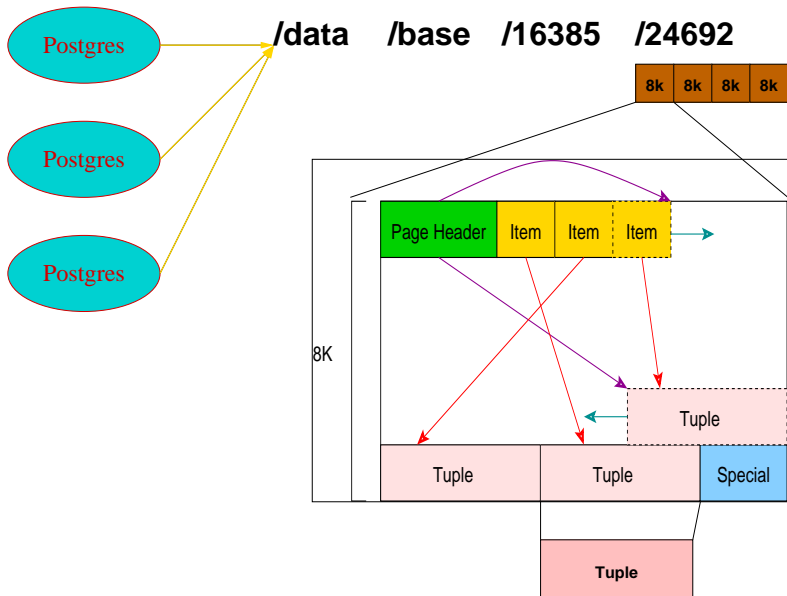 Postgres
/data /base /16385 /24692
8k 8k 8k 8k
Postgres
Page Header Item Item Item
Postgres
8K
Tuple
Tuple Tuple Special
Tuple